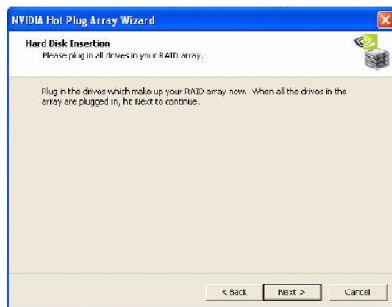 NVIDIA Hot Plug Array Wizard
Hard Disk Insertion
Please plug in all drives in your RAID array.
Plug in the drives which make up your RAID array now. When all the drives in the
array are plugged in, hit Next to continue.
< Back
Next >
Cancel